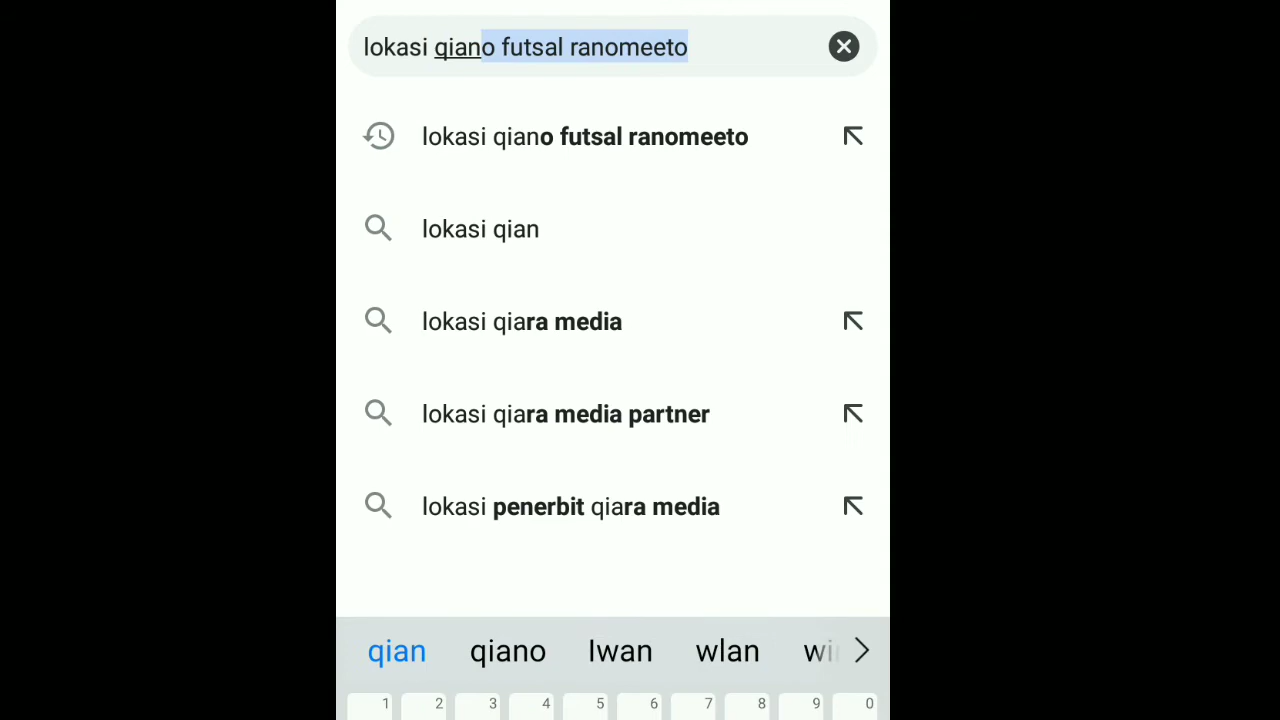 lokasi qiano futsal ranomeeto
lokasi qiano futsal ranomeeto
lokasi qian
lokasi qiara media
lokasi qiara media partner
lokasi penerbit qiara media
qian qiano lwan wlan
1 2 3 4 5 6 7 8 9 0